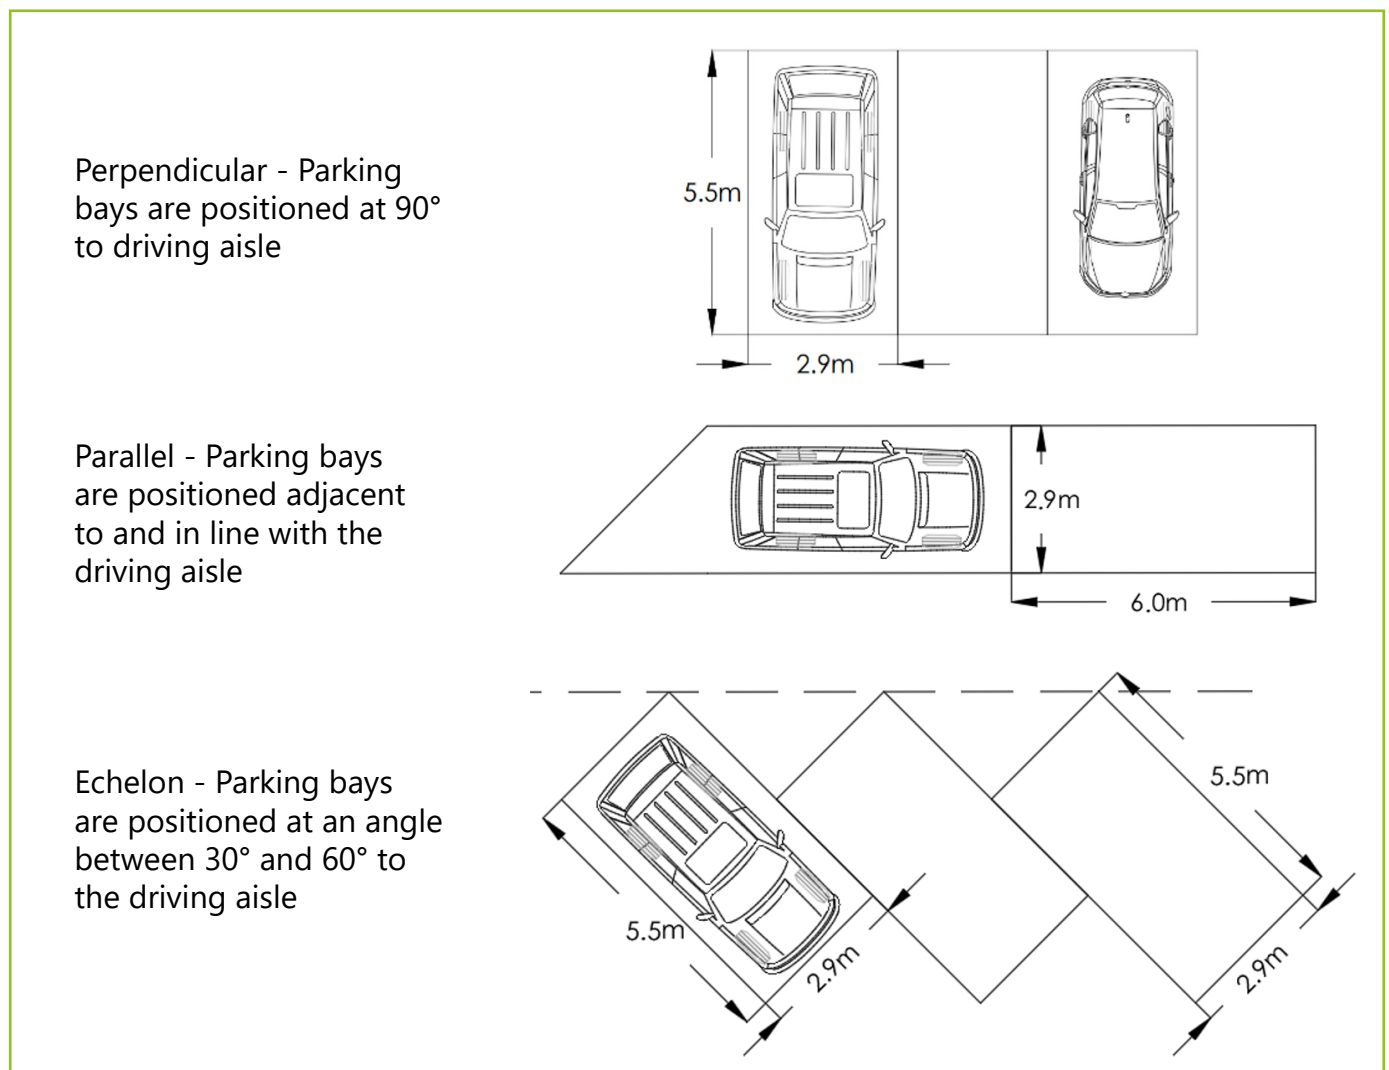 Perpendicular - Parking
bays are positioned at 90°
to driving aisle
5.5m
2.9m
Parallel - Parking bays
are positioned adjacent
to and in line with the
driving aisle
2.9m
6.0m
Echelon - Parking bays
are positioned at an angle
between 30° and 60° to
the driving aisle
5.5m
5.5m
2.9m
2.9m